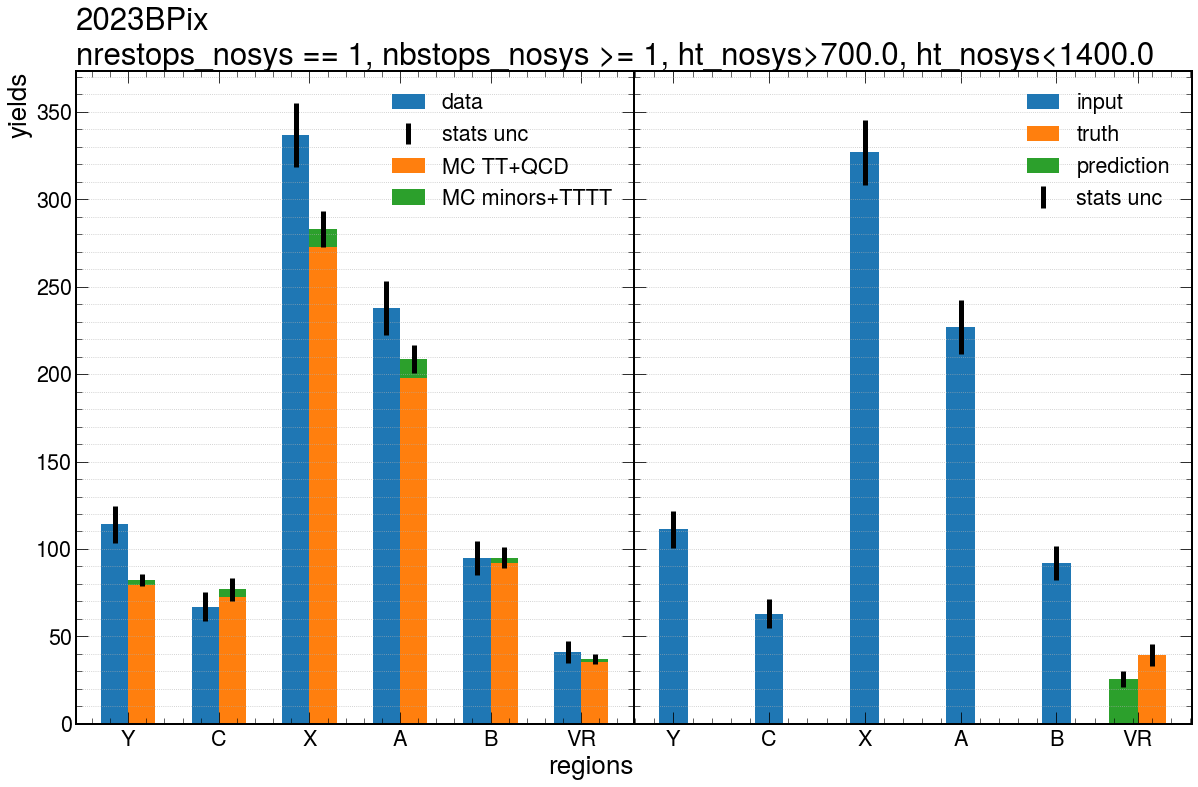 2023BPix
nrestops_nosys == 1, nbstops_nosys >= 1, ht_nosys>700.0, ht_nosys<1400.0
yields
350
300
250
200
150
100
50
0
data
stats unc
MC TT+QCD
MC minors+TTTT
input
truth
prediction
stats unc
Y C X A B VR
Y C X A B VR
regions